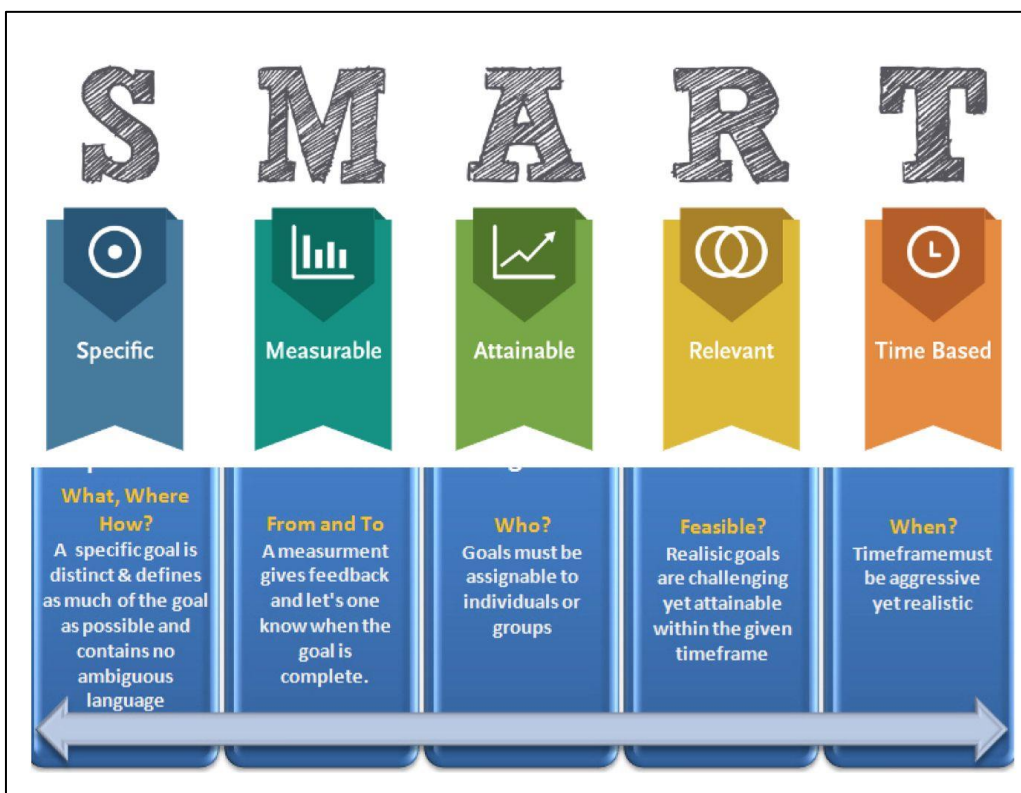 S M A R T
Specific
Measurable
Attainable
Relevant
Time Based
What, Where
How?
A specific goal is
distinct & defines
as much of the goal
as possible and
contains no
ambiguous
language
From and To
A measurment
gives feedback
and let's one
know when the
goal is
complete.
Who?
Goals must be
assignable to
individuals or
groups
Feasible?
Realisic goals
are challenging
yet attainable
within the given
timeframe
When?
Timeframemust
be aggressive
yet realistic